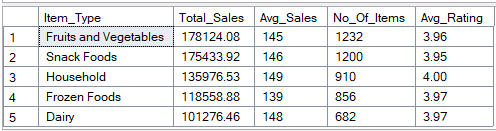 Item_Type Total_Sales Avg_Sales No_Of_Items Avg_Rating
1 Fruits and Vegetables 178124.08 145 1232 3.96
2 Snack Foods 175433.92 146 1200 3.95
3 Household 135976.53 149 910 4.00
4 Frozen Foods 118558.88 139 856 3.97
5 Dairy 101276.46 148 682 3.97